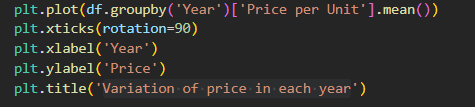 plt.plot(df.groupby('Year')['Price per Unit'].mean())
plt.xticks(rotation=90)
plt.xlabel('Year')
plt.ylabel('Price')
plt.title('Variation of price in each year')